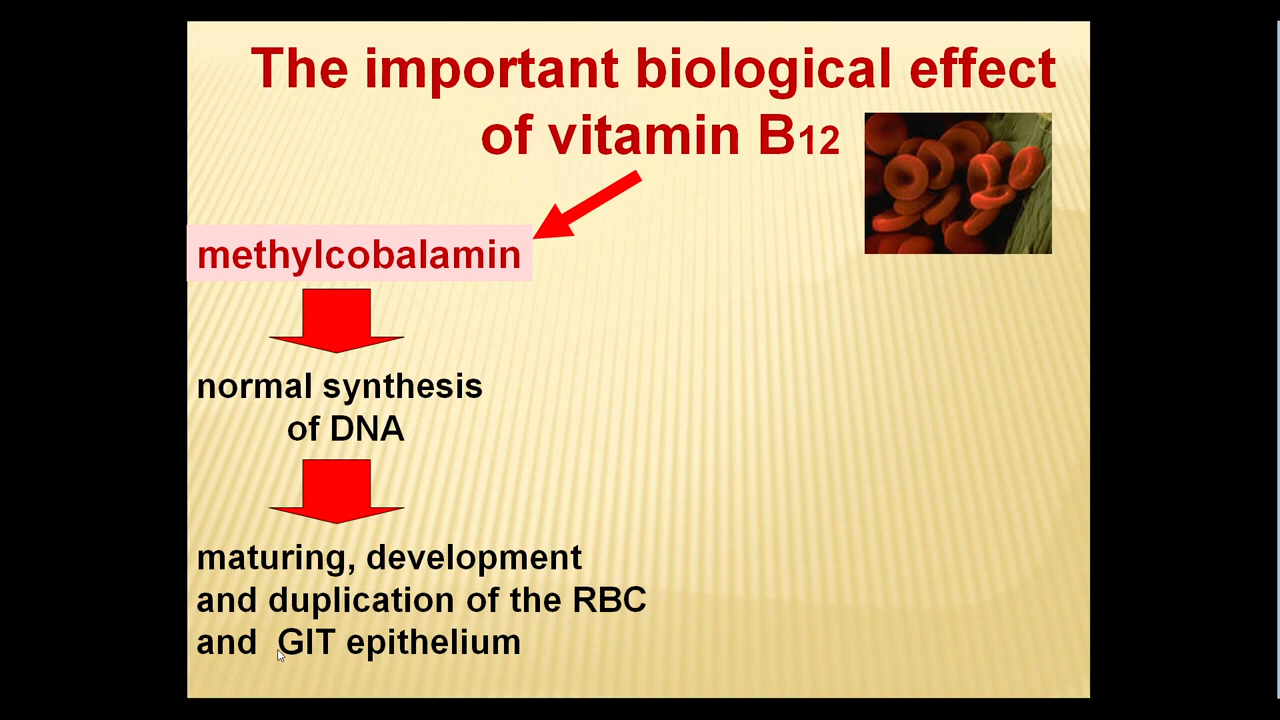 The important biological effect
of vitamin B12
methylcobalamin
normal synthesis
of DNA
maturing, development
and duplication of the RBC
and GIT epithelium